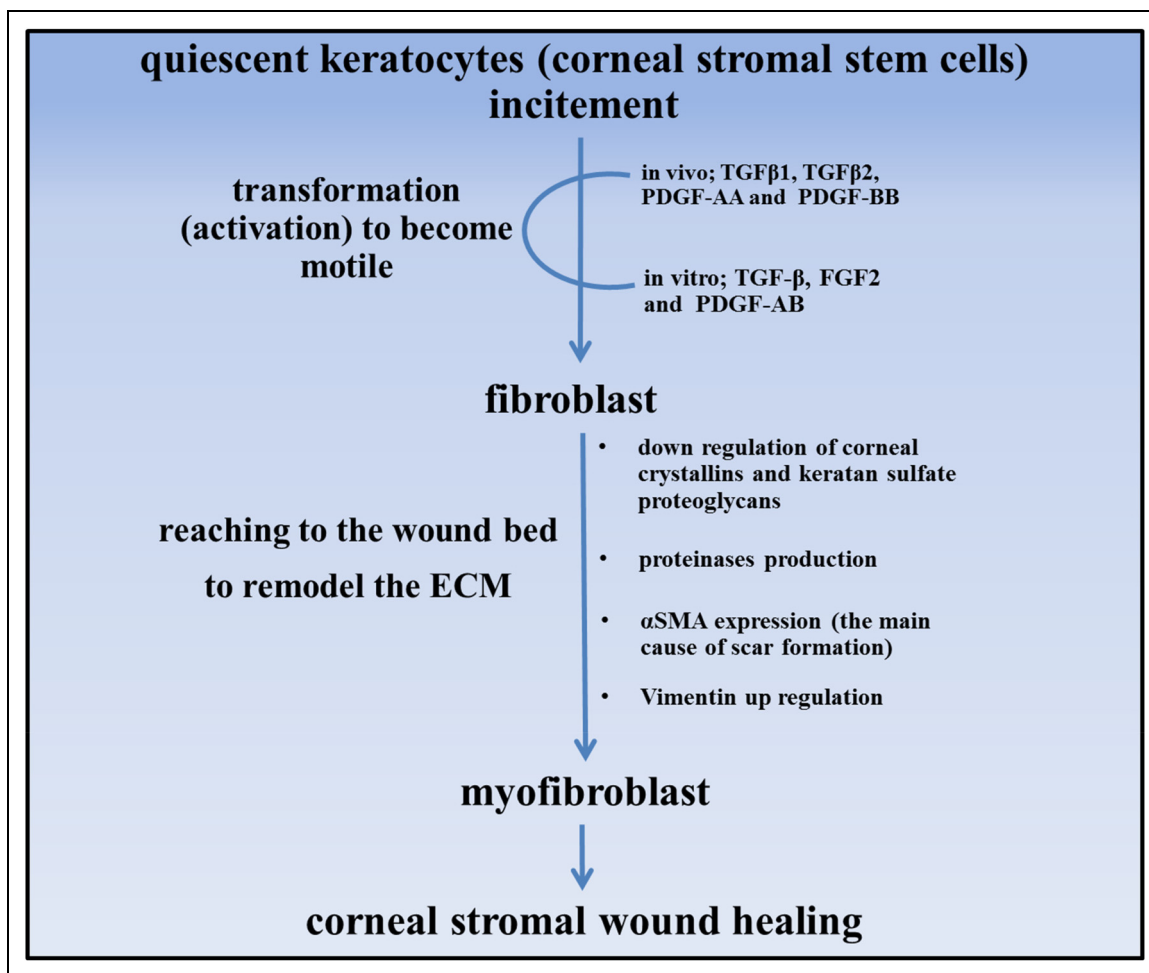 quiescent keratocytes (corneal stromal stem cells)
incitement
transformation
(activation) to become
motile
in vivo; TGFβ1, TGFβ2,
PDGF-AA and PDGF-BB
in vitro; TGF-β, FGF2
and PDGF-AB
fibroblast
reaching to the wound bed
to remodel the ECM
• down regulation of corneal
crystallins and keratan sulfate
proteoglycans
• proteinases production
• αSMA expression (the main
cause of scar formation)
• Vimentin up regulation
myofibroblast
corneal stromal wound healing